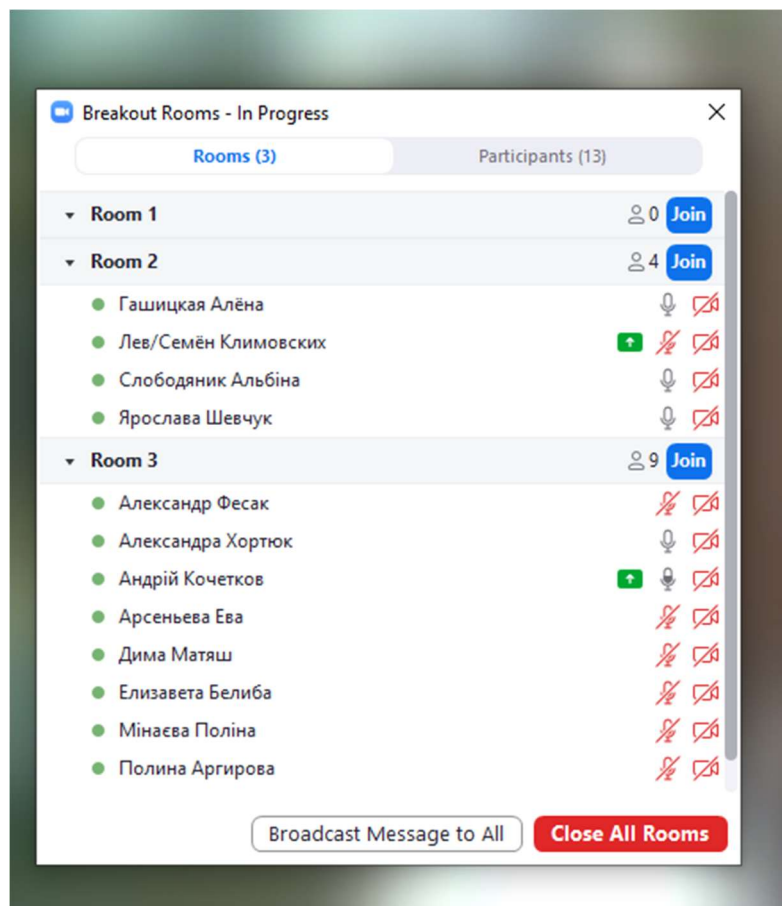 Breakout Rooms - In Progress
Rooms (3) Participants (13)
Room 1 0 Join
Room 2 4 Join
Гашицкая Алёна
Лев/Семён Климовских
Слободяник Альбіна
Ярослава Шевчук
Room 3 9 Join
Александр Фесак
Александра Хортюк
Андрій Кочетков
Арсеньева Ева
Дима Матяш
Елизавета Белиба
Мінаєва Поліна
Полина Аргирова
Broadcast Message to All Close All Rooms